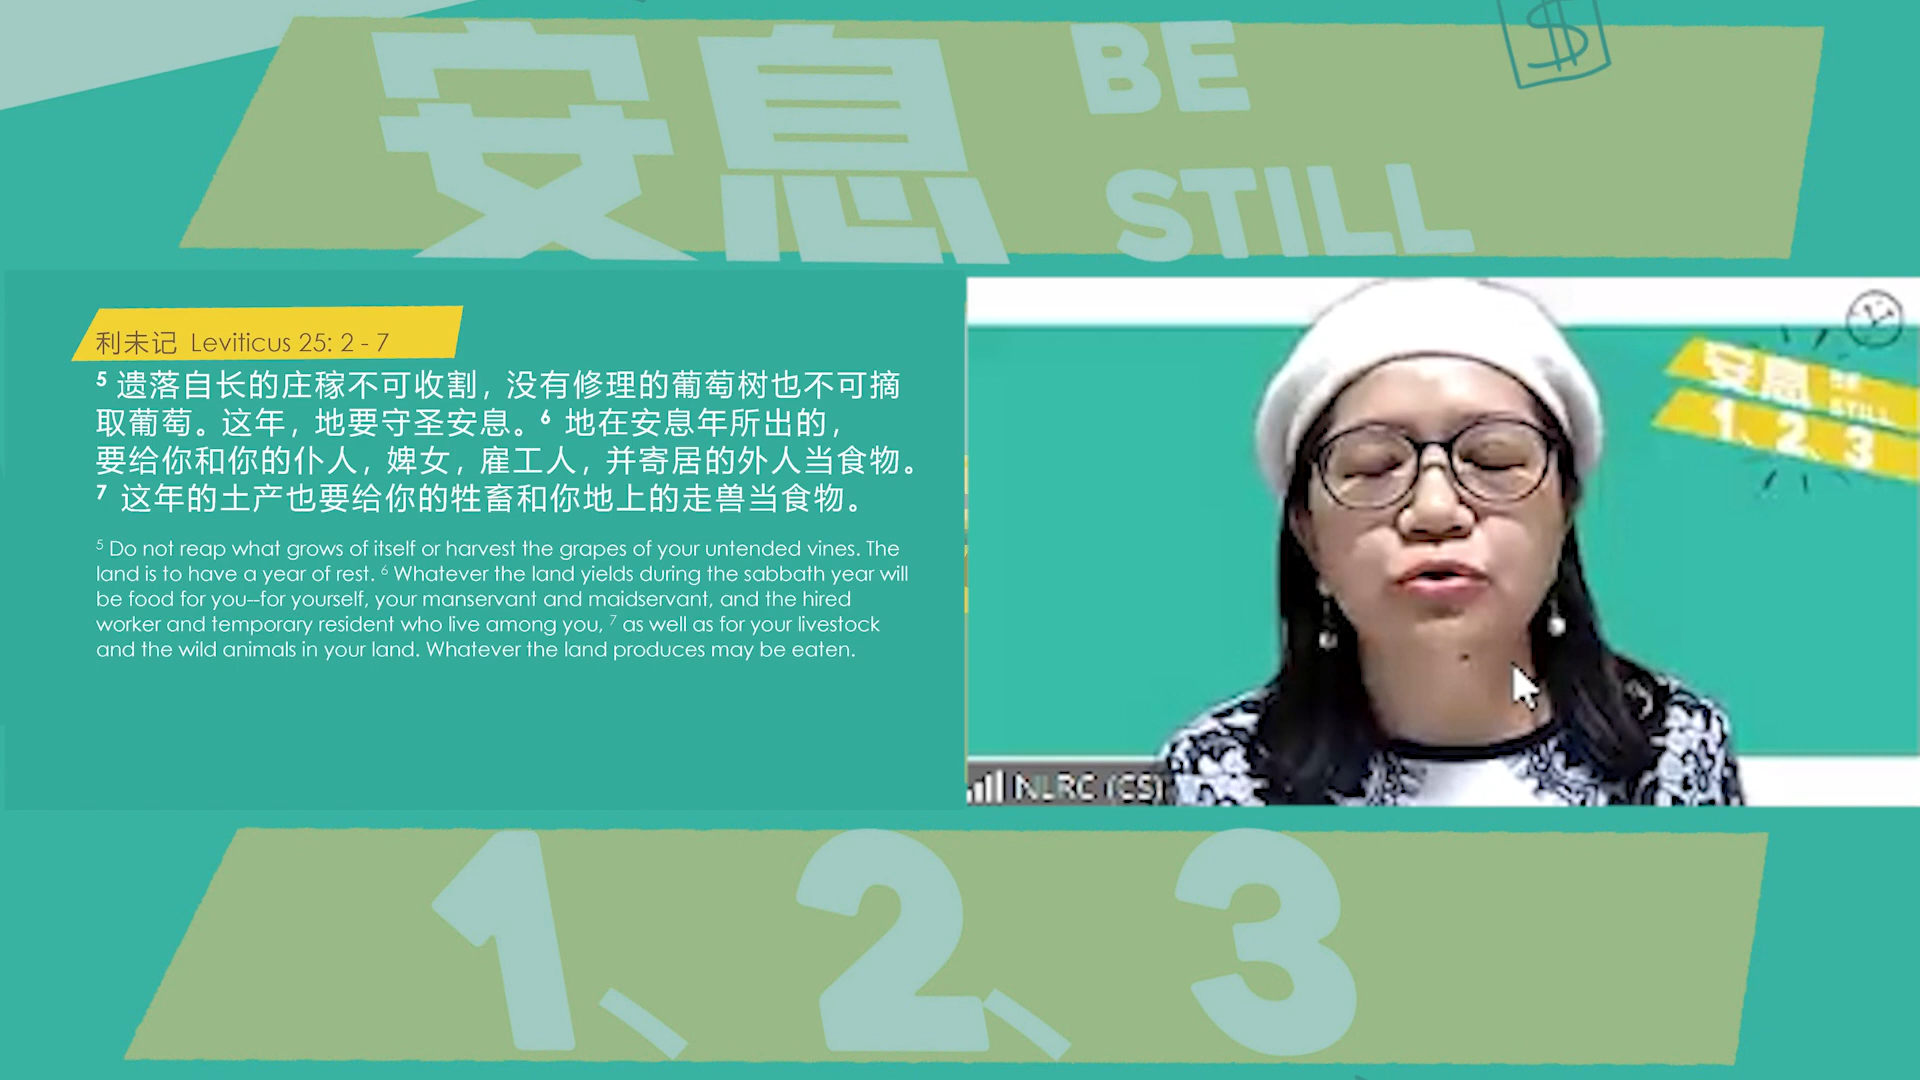 安息 BE
STILL
利未记 Leviticus 25: 2 - 7
5 遗落自长的庄稼不可收割，没有修理的葡萄树也不可摘
取葡萄。这年，地要守圣安息。6 地在安息年所出的，
要给你和你的仆人，婢女，雇工人，并寄居的外人当食物。
7 这年的土产也要给你的牲畜和你地上的走兽当食物。
5 Do not reap what grows of itself or harvest the grapes of your untended vines. The
land is to have a year of rest. 6 Whatever the land yields during the sabbath year will
be food for you--for yourself, your manservant and maidservant, and the hired
worker and temporary resident who live among you, 7 as well as for your livestock
and the wild animals in your land. Whatever the land produces may be eaten.
安息 BE
STILL
1、2、3
NLRC (CS)
1、2、3